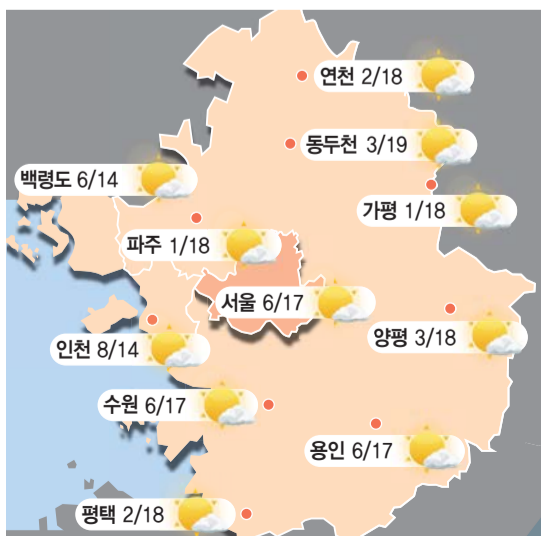 연천 2/18
동두천 3/19
백령도 6/14
가평 1/18
파주 1/18
서울 6/17
양평 3/18
인천 8/14
수원 6/17
용인 6/17
평택 2/18